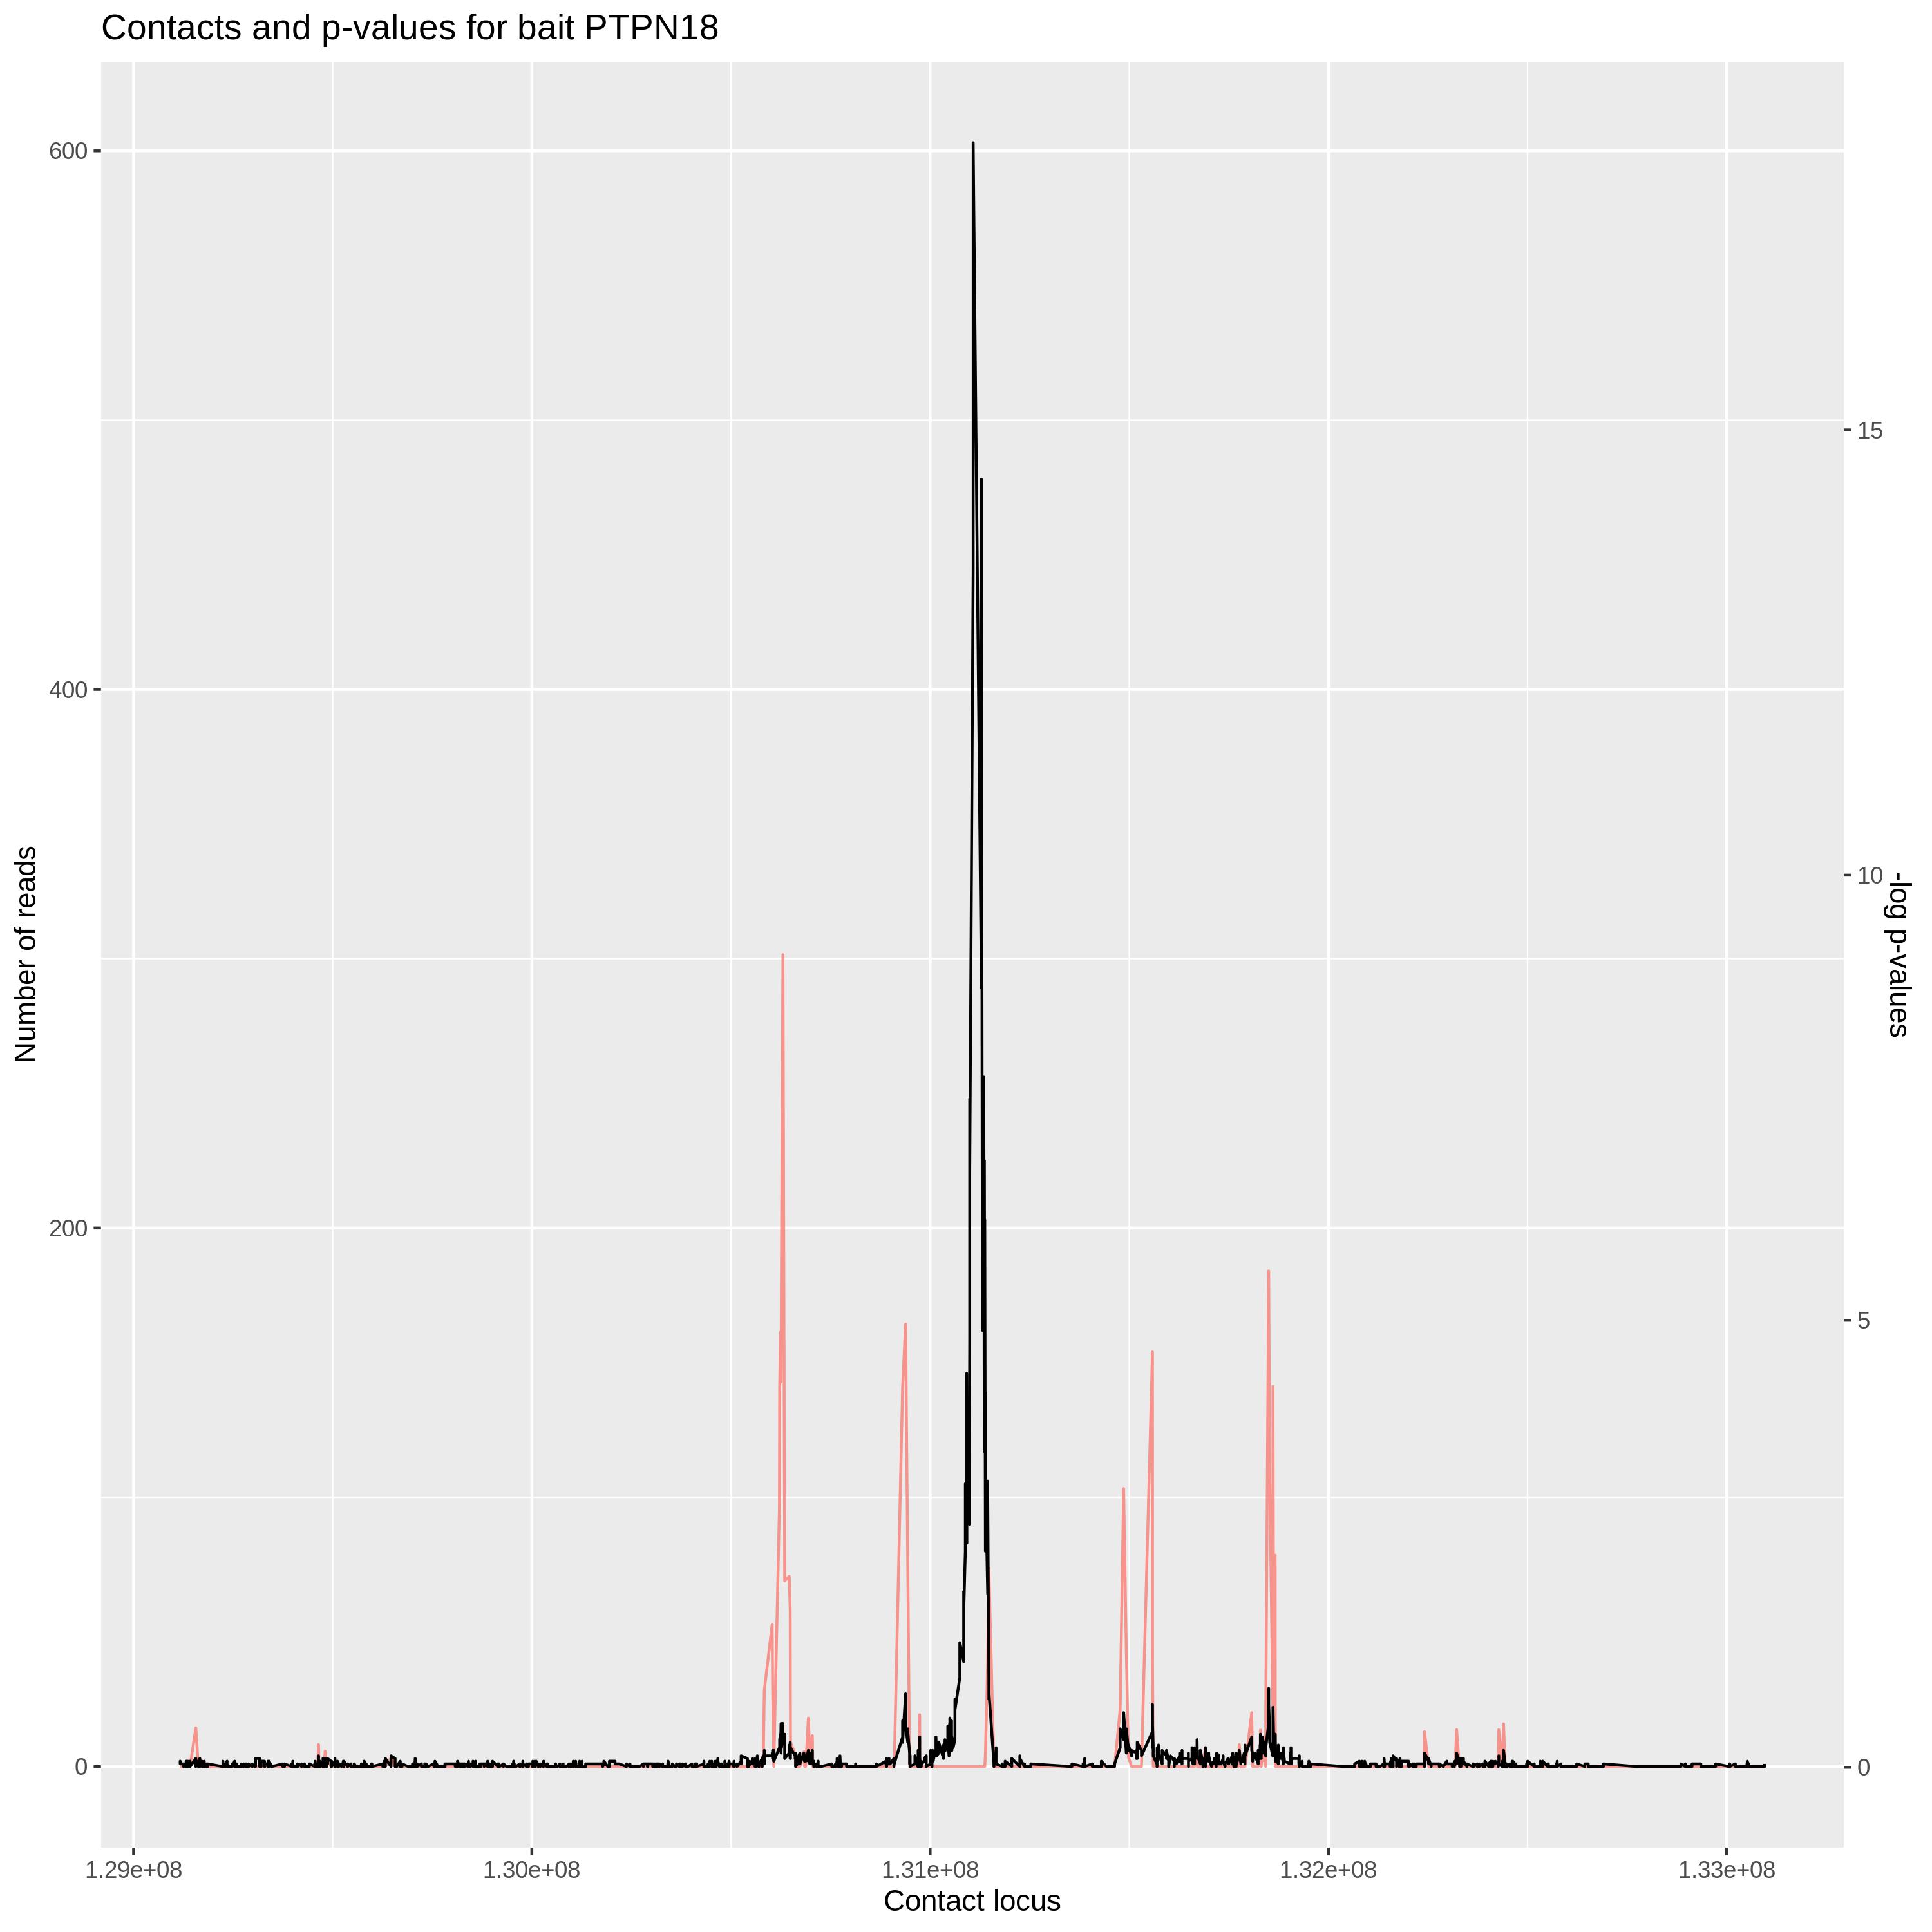 Contacts and p-values for bait PTPN18
600
400
200
0
Number of reads
15
10
5
0
-log p-values
1.29e+08
1.30e+08
1.31e+08
1.32e+08
1.33e+08
Contact locus